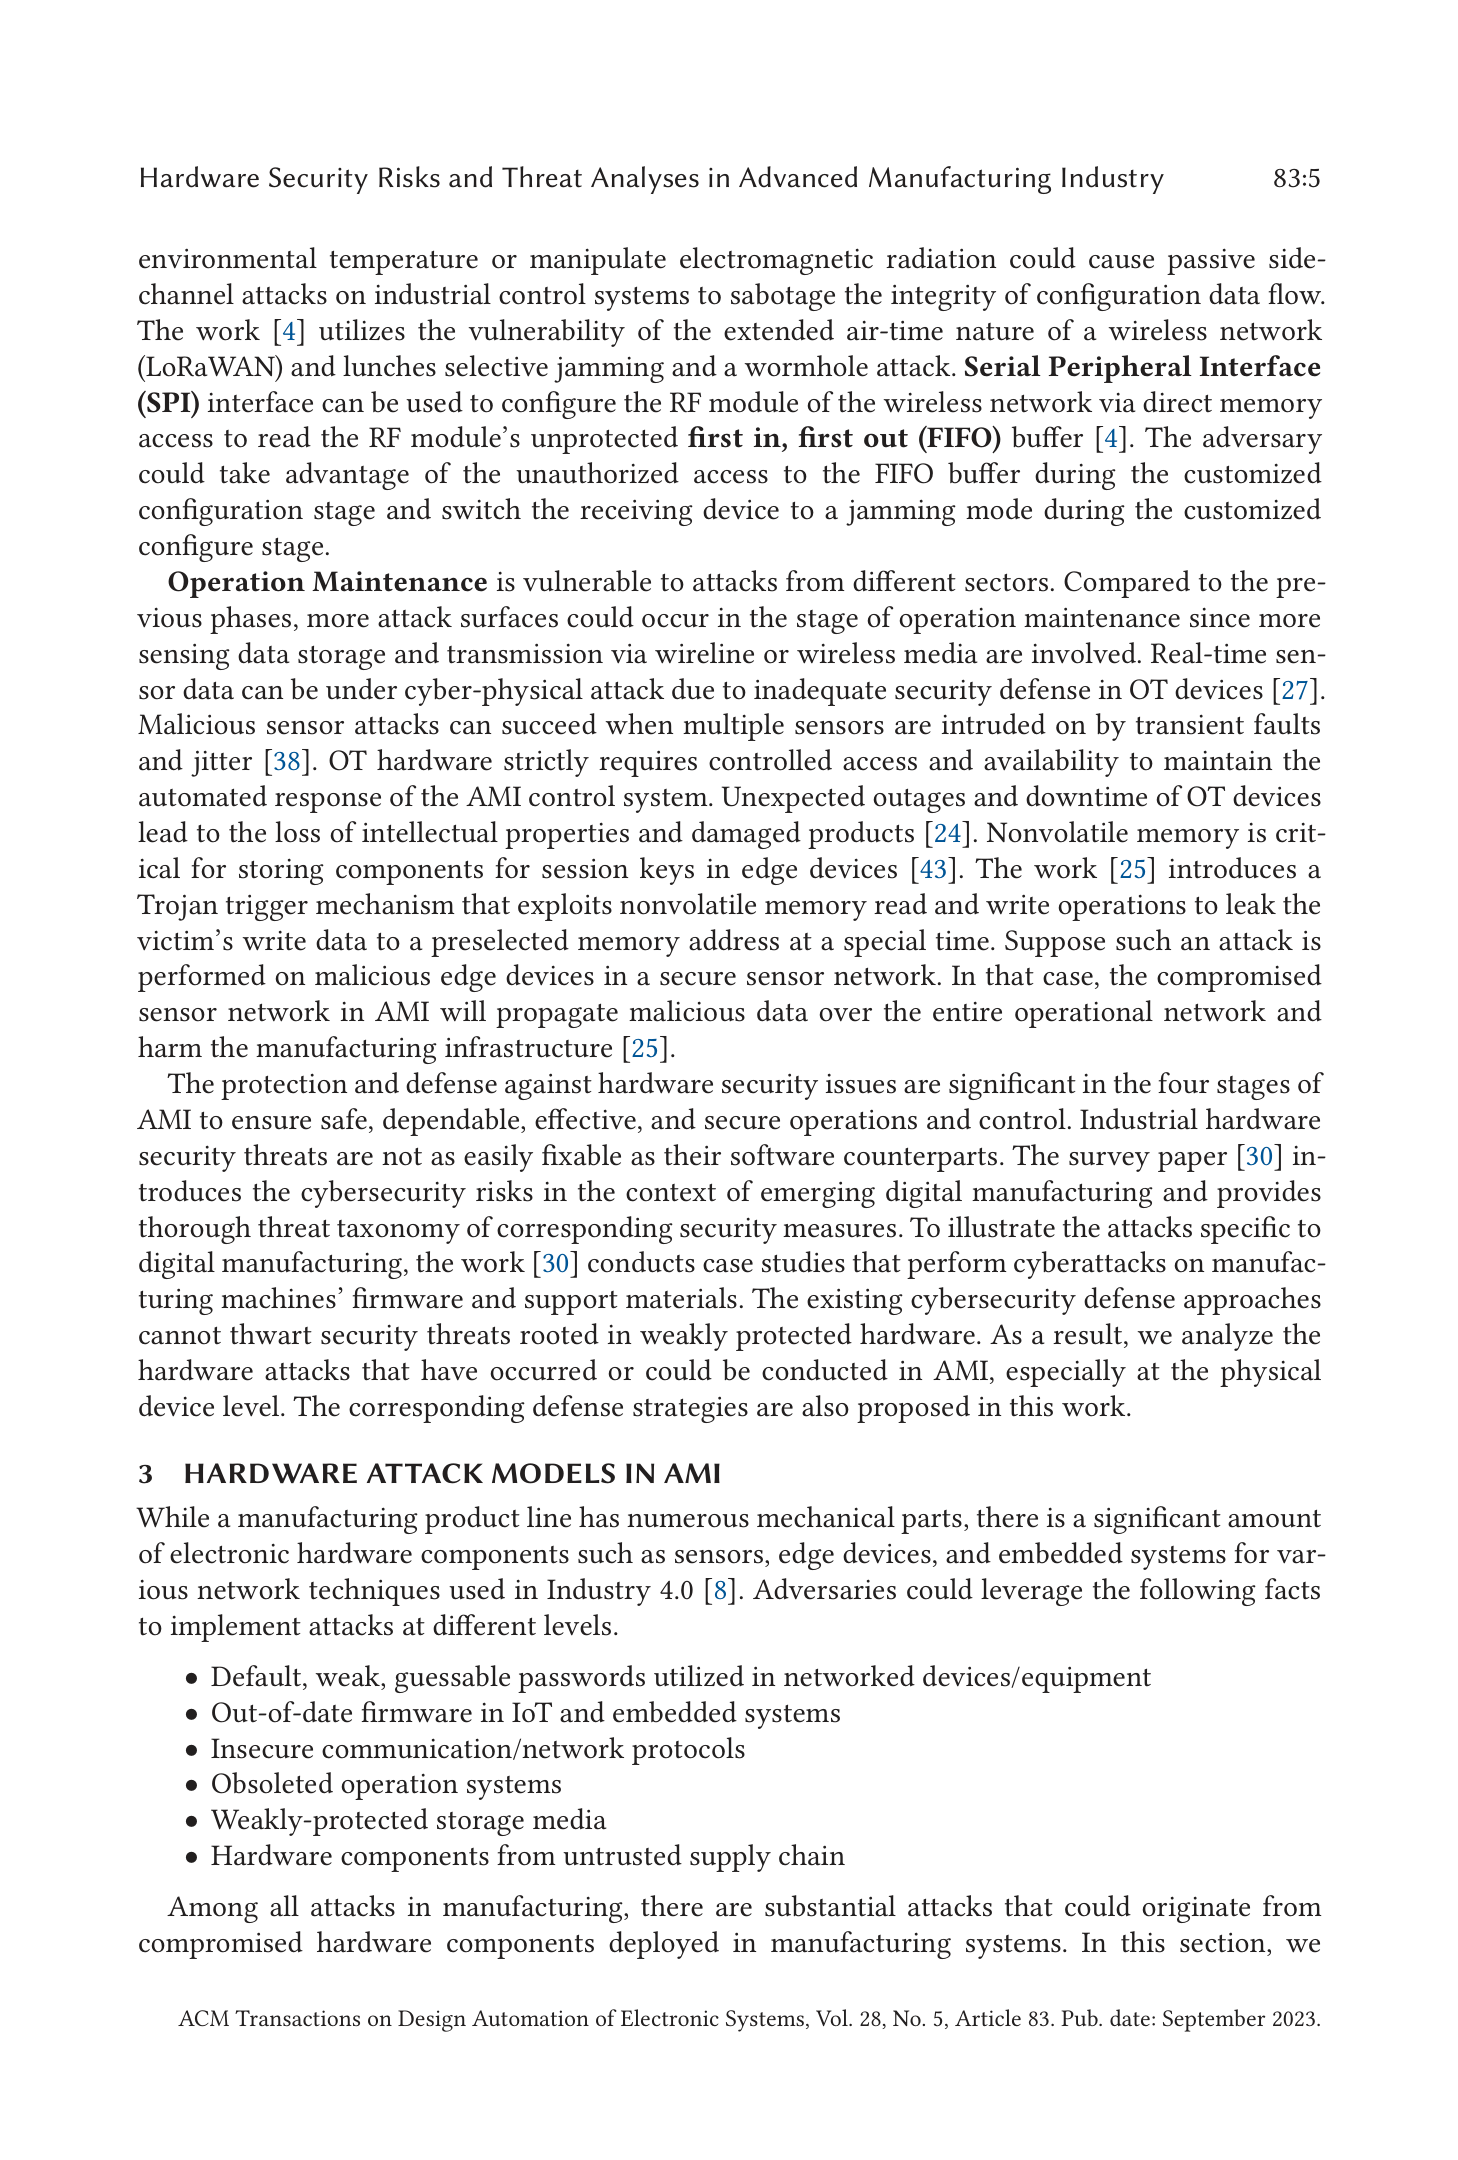 Hardware Security Risks and Threat Analyses in Advanced Manufacturing Industry 83:5
environmental temperature or manipulate electromagnetic radiation could cause passive side-
channel attacks on industrial control systems to sabotage the integrity of configuration data flow.
The work [4] utilizes the vulnerability of the extended air-time nature of a wireless network
(LoRaWAN) and lunches selective jamming and a wormhole attack. Serial Peripheral Interface
(SPI) interface can be used to configure the RF module of the wireless network via direct memory
access to read the RF module's unprotected first in, first out (FIFO) buffer [4]. The adversary
could take advantage of the unauthorized access to the FIFO buffer during the customized
configuration stage and switch the receiving device to a jamming mode during the customized
configure stage.
Operation Maintenance is vulnerable to attacks from different sectors. Compared to the pre-
vious phases, more attack surfaces could occur in the stage of operation maintenance since more
sensing data storage and transmission via wireline or wireless media are involved. Real-time sen-
sor data can be under cyber-physical attack due to inadequate security defense in OT devices [27].
Malicious sensor attacks can succeed when multiple sensors are intruded on by transient faults
and jitter [38]. OT hardware strictly requires controlled access and availability to maintain the
automated response of the AMI control system. Unexpected outages and downtime of OT devices
lead to the loss of intellectual properties and damaged products [24]. Nonvolatile memory is crit-
ical for storing components for session keys in edge devices [43]. The work [25] introduces a
Trojan trigger mechanism that exploits nonvolatile memory read and write operations to leak the
victim's write data to a preselected memory address at a special time. Suppose such an attack is
performed on malicious edge devices in a secure sensor network. In that case, the compromised
sensor network in AMI will propagate malicious data over the entire operational network and
harm the manufacturing infrastructure [25].
The protection and defense against hardware security issues are significant in the four stages of
AMI to ensure safe, dependable, effective, and secure operations and control. Industrial hardware
security threats are not as easily fixable as their software counterparts. The survey paper [30] in-
troduces the cybersecurity risks in the context of emerging digital manufacturing and provides
thorough threat taxonomy of corresponding security measures. To illustrate the attacks specific to
digital manufacturing, the work [30] conducts case studies that perform cyberattacks on manufac-
turing machines' firmware and support materials. The existing cybersecurity defense approaches
cannot thwart security threats rooted in weakly protected hardware. As a result, we analyze the
hardware attacks that have occurred or could be conducted in AMI, especially at the physical
device level. The corresponding defense strategies are also proposed in this work.
3 HARDWARE ATTACK MODELS IN AMI
While a manufacturing product line has numerous mechanical parts, there is a significant amount
of electronic hardware components such as sensors, edge devices, and embedded systems for var-
ious network techniques used in Industry 4.0 [8]. Adversaries could leverage the following facts
to implement attacks at different levels.
• Default, weak, guessable passwords utilized in networked devices/equipment
• Out-of-date firmware in IoT and embedded systems
• Insecure communication/network protocols
• Obsoleted operation systems
• Weakly-protected storage media
• Hardware components from untrusted supply chain
Among all attacks in manufacturing, there are substantial attacks that could originate from
compromised hardware components deployed in manufacturing systems. In this section, we
ACM Transactions on Design Automation of Electronic Systems, Vol. 28, No. 5, Article 83. Pub. date: September 2023.